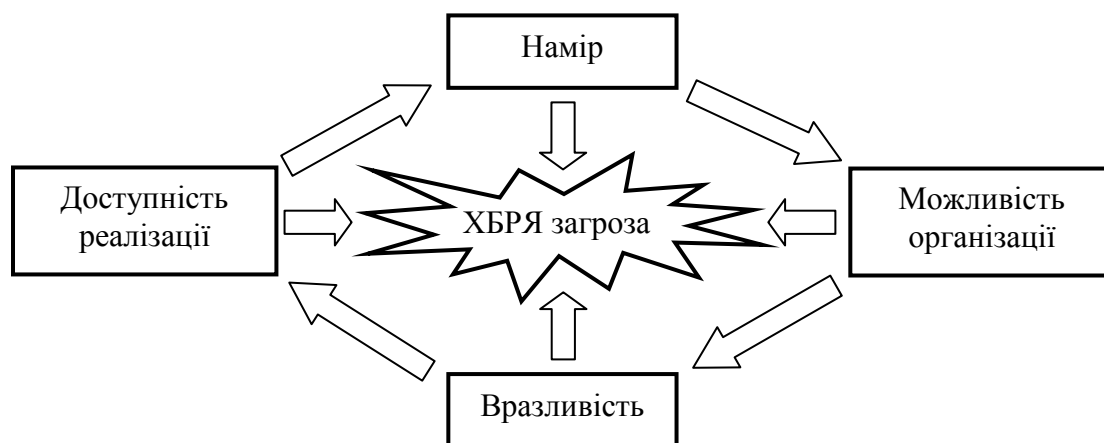 Намір
Доступність
реалізації
ХБРЯ загроза
Можливість
організації
Вразливість